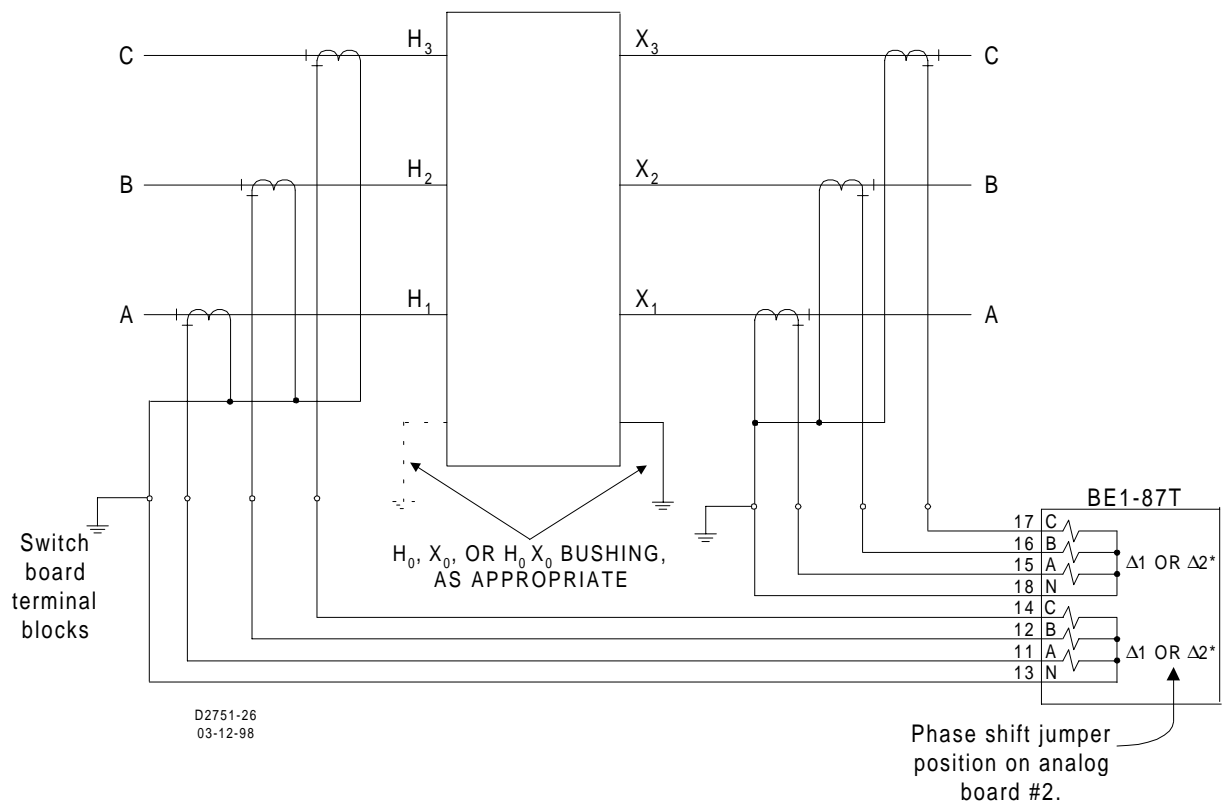 C H₃ X₃ C
B H₂ X₂ B
A H₁ X₁ A
Switch
board
terminal
blocks
H₀, X₀, OR H₀ X₀ BUSHING,
AS APPROPRIATE
BE1-87T
17 C
16 B
15 A
18 N
Δ1 OR Δ2*
14 C
12 B
11 A
13 N
Δ1 OR Δ2*
D2751-26
03-12-98
Phase shift jumper
position on analog
board #2.